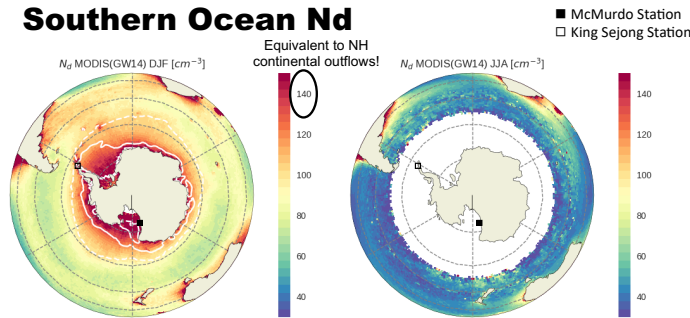 Southern Ocean Nd
■ McMurdo Station
□ King Sejong Station
Equivalent to NH
continental outflows!
N_d MODIS(GW14) DJF [cm^{-3}]
140
120
100
80
60
40
N_d MODIS(GW14) JJA [cm^{-3}]
140
120
100
80
60
40